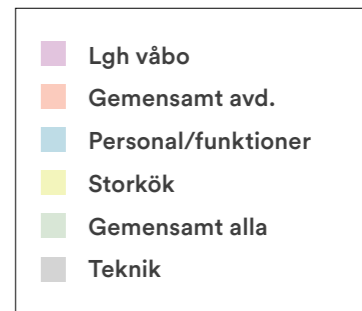 Lgh våbo
Gemensamt avd.
Personal/funktioner
Storkök
Gemensamt alla
Teknik